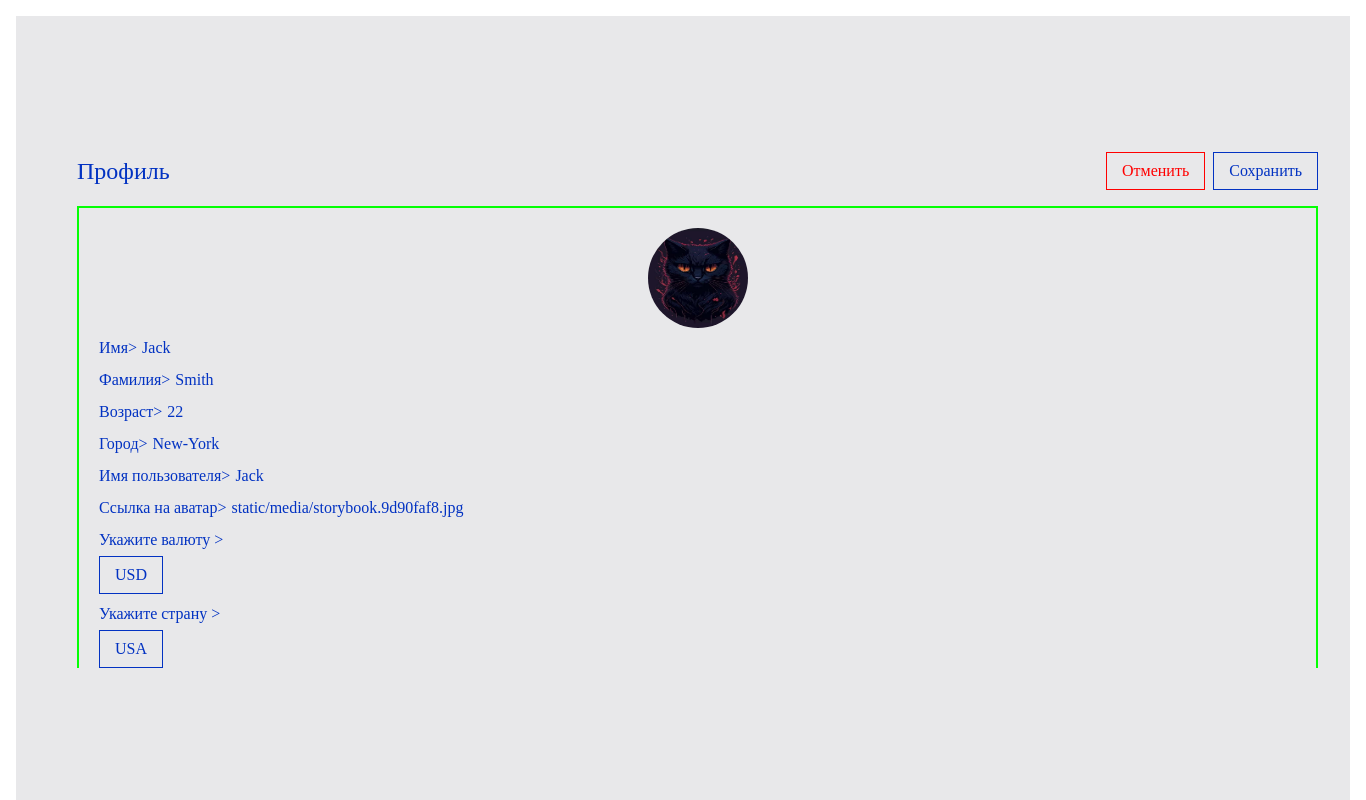 Профиль
Отменить
Сохранить
Имя> Jack
Фамилия> Smith
Возраст> 22
Город> New-York
Имя пользователя> Jack
Ссылка на аватар> static/media/storybook.9d90faf8.jpg
Укажите валюту >
USD
Укажите страну >
USA